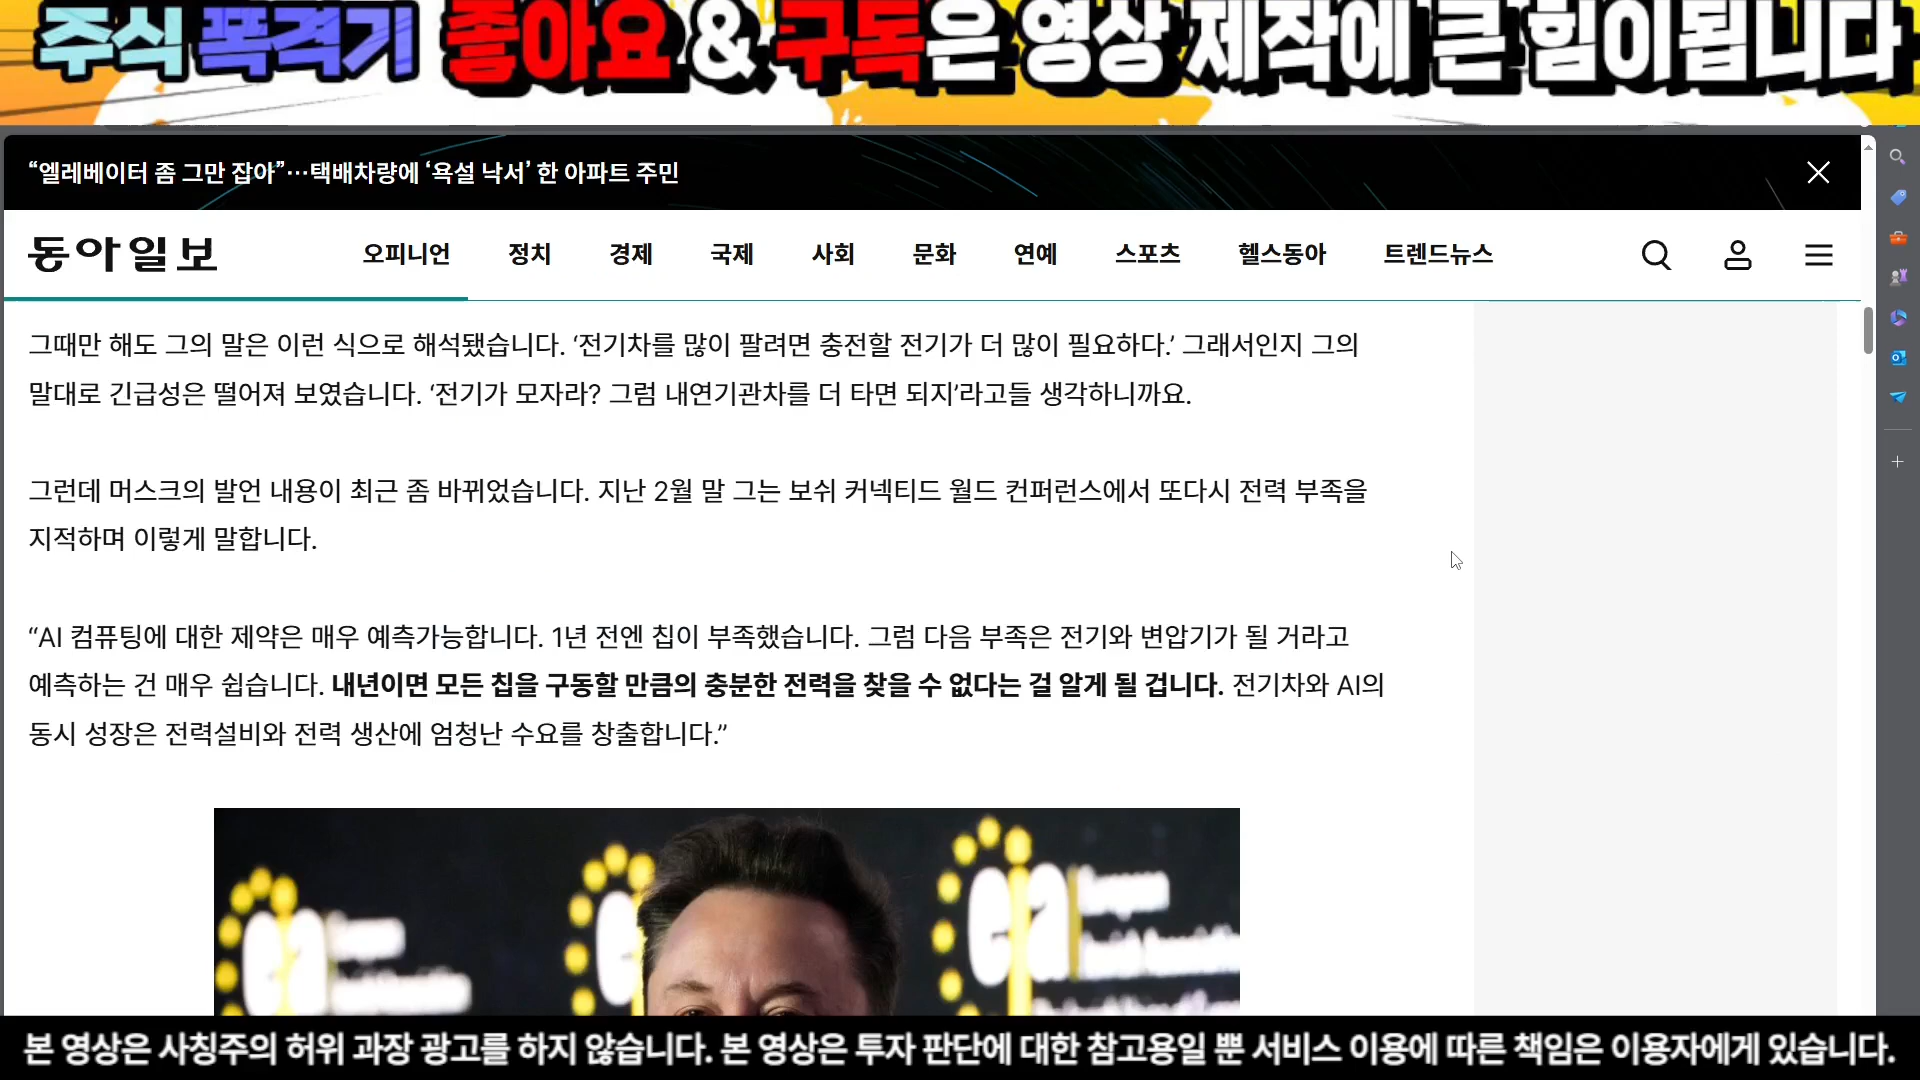 주식 폭격기 좋아요 & 구독은 영상 제작에 큰 힘이됩니다
“엘레베이터 좀 그만 잡아”…택배차량에 ‘욕설 낙서’ 한 아파트 주민
동아일보 오피니언 정치 경제 국제 사회 문화 연예 스포츠 헬스동아 트렌드뉴스
그때만 해도 그의 말은 이런 식으로 해석됐습니다. ‘전기차를 많이 팔려면 충전할 전기가 더 많이 필요하다.’ 그래서인지 그의
말대로 긴급성은 떨어져 보였습니다. ‘전기가 모자라? 그럼 내연기관차를 더 타면 되지’라고들 생각하니까요.
그런데 머스크의 발언 내용이 최근 좀 바뀌었습니다. 지난 2월 말 그는 보쉬 커넥티드 월드 컨퍼런스에서 또다시 전력 부족을
지적하며 이렇게 말합니다.
“AI 컴퓨팅에 대한 제약은 매우 예측가능합니다. 1년 전엔 칩이 부족했습니다. 그럼 다음 부족은 전기와 변압기가 될 거라고
예측하는 건 매우 쉽습니다. 내년이면 모든 칩을 구동할 만큼의 충분한 전력을 찾을 수 없다는 걸 알게 될 겁니다. 전기차와 AI의
동시 성장은 전력설비와 전력 생산에 엄청난 수요를 창출합니다.”
본 영상은 사칭주의 허위 과장 광고를 하지 않습니다. 본 영상은 투자 판단에 대한 참고용일 뿐 서비스 이용에 따른 책임은 이용자에게 있습니다.